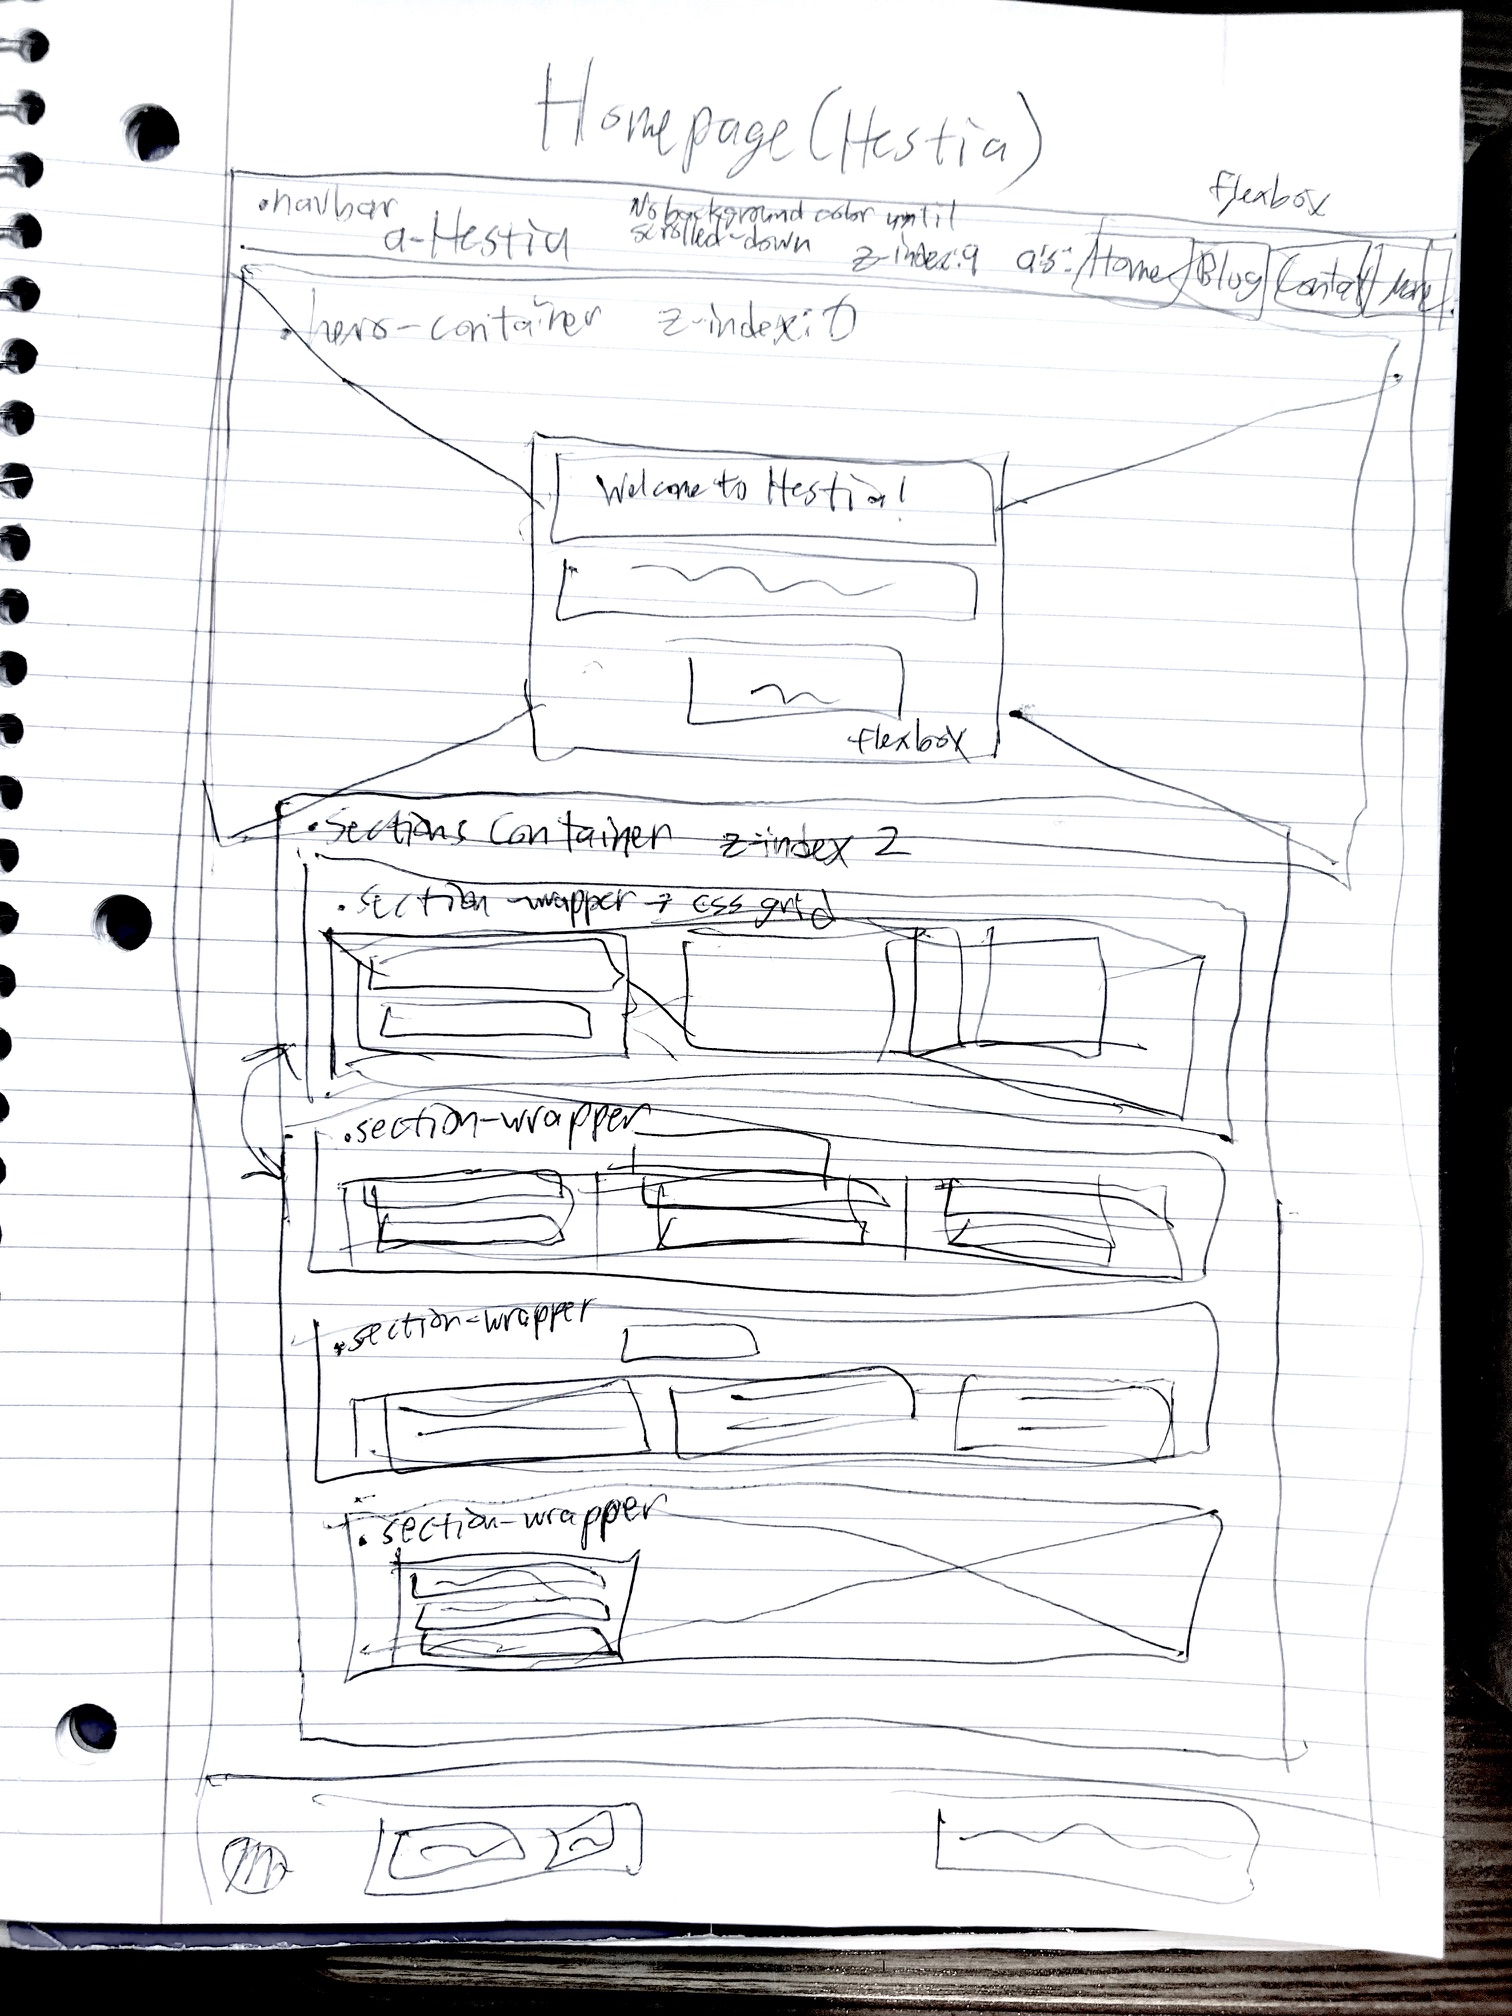 Homepage (Hestia)
flexbox
.navbar
a-Hestia
No background color until
scrolled-down
z-index:9
a's:
Home
Blog
Contact
More
.hero-container z-index: 0
Welcome to Hestia!
flexbox
.Sections Container z-index 2
.section-wrapper → css grid
.section-wrapper
.section-wrapper
.section-wrapper